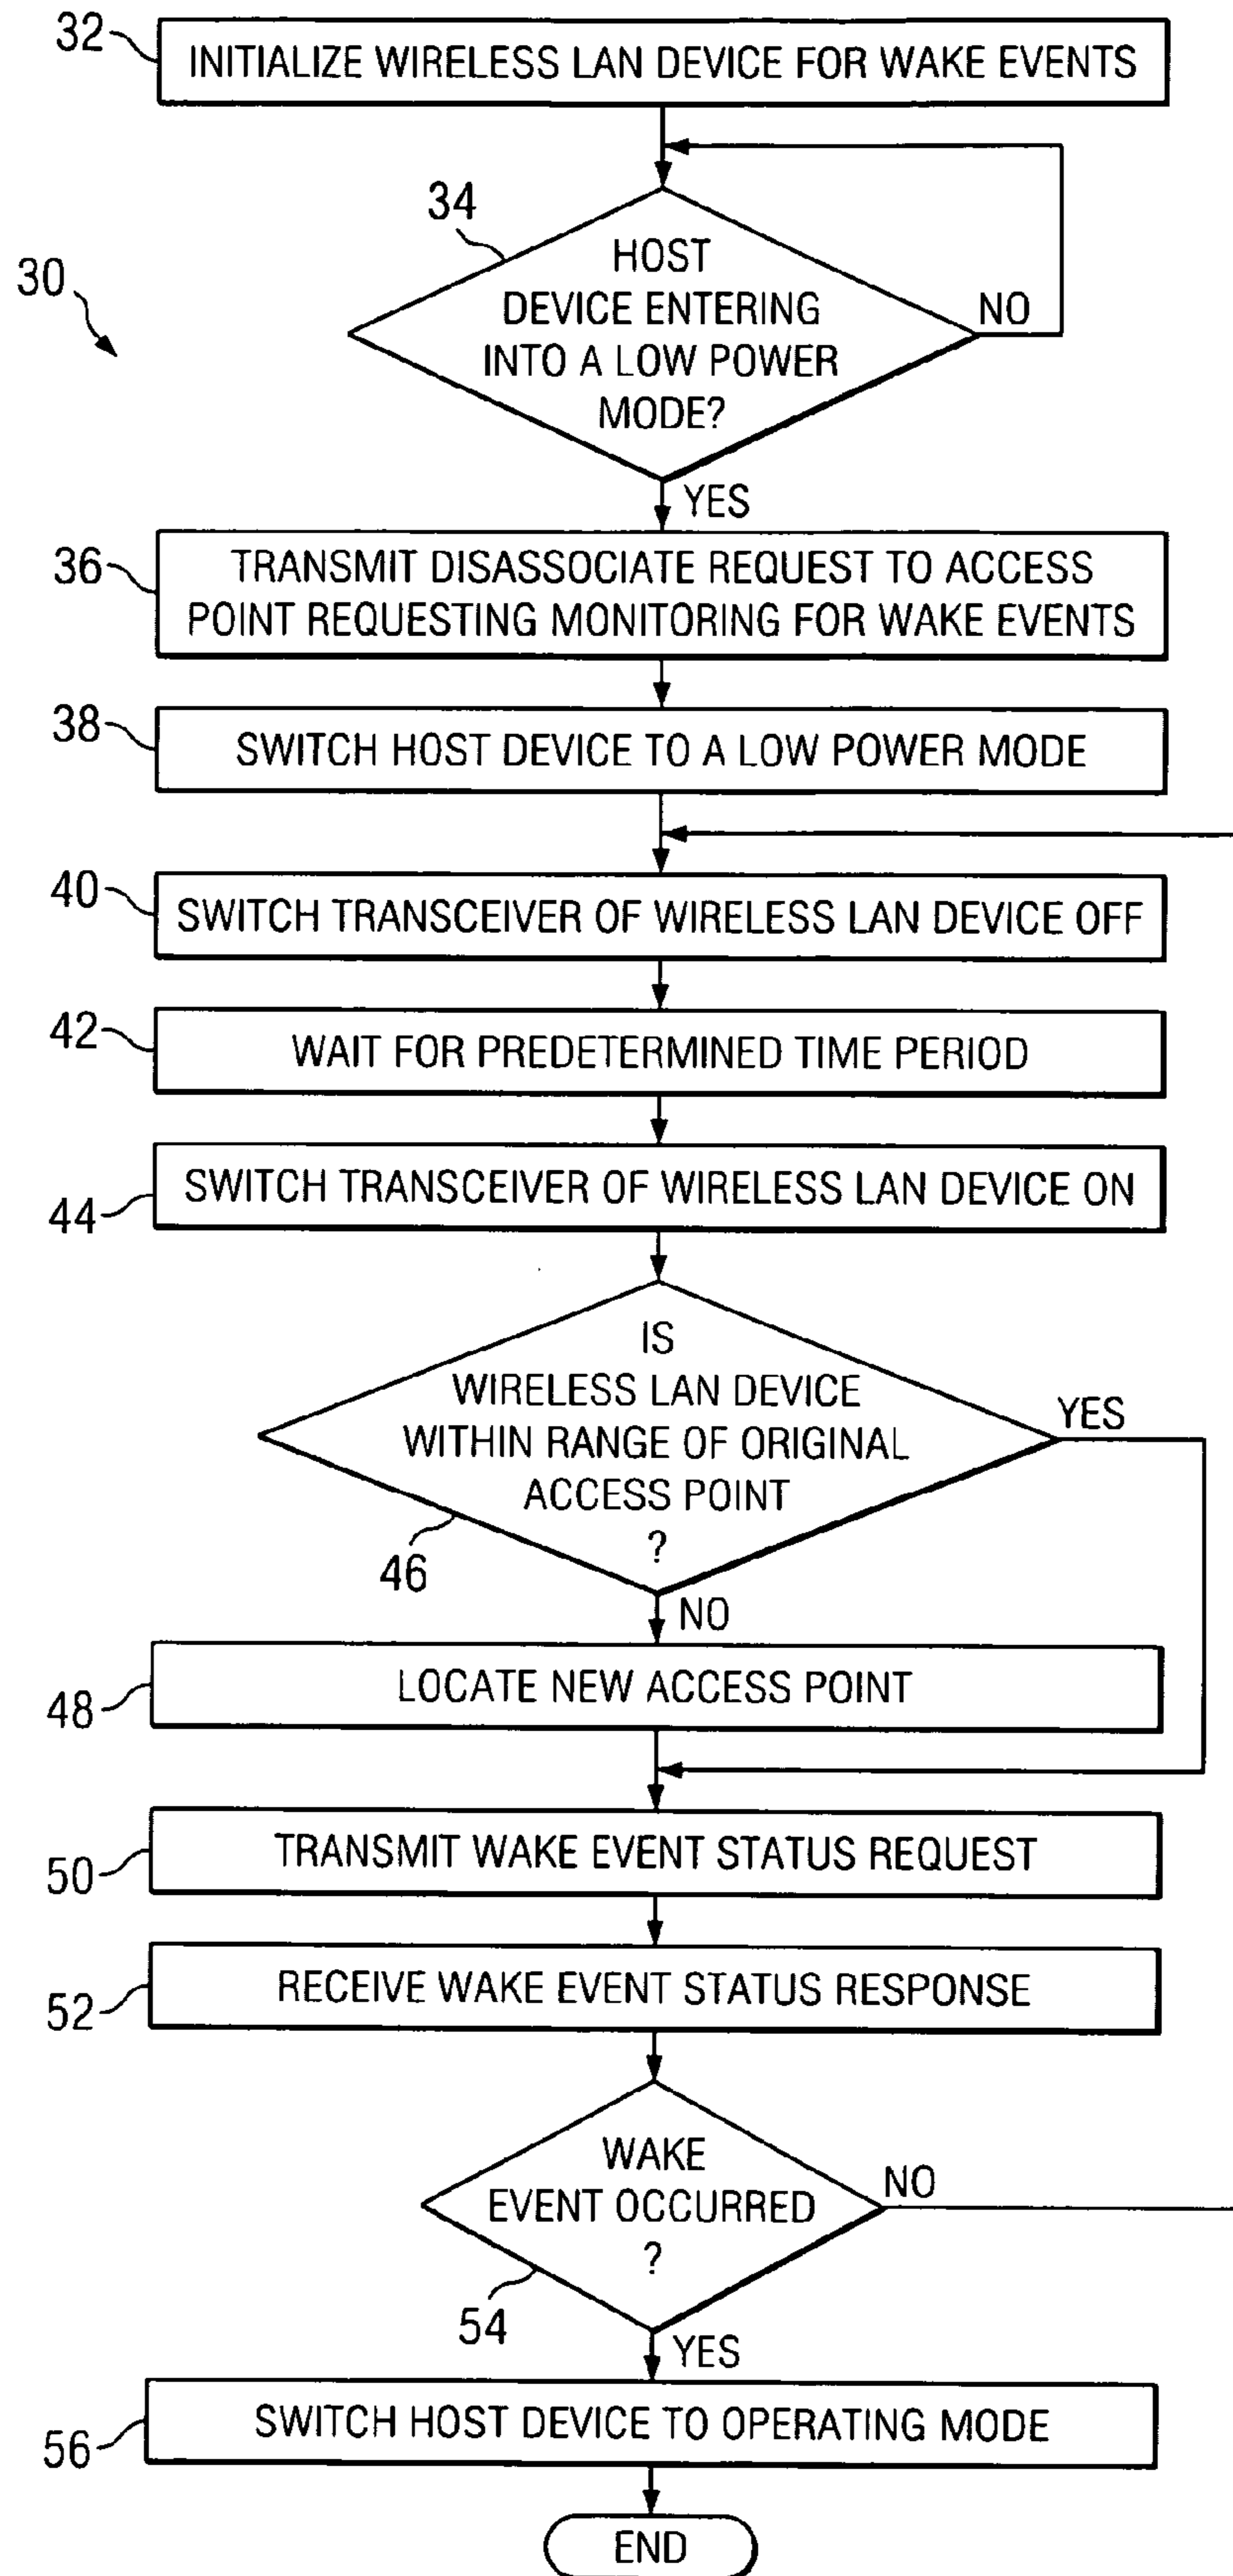 32
INITIALIZE WIRELESS LAN DEVICE FOR WAKE EVENTS
34
30
HOST
DEVICE ENTERING
INTO A LOW POWER
MODE?
NO
YES
36
TRANSMIT DISASSOCIATE REQUEST TO ACCESS
POINT REQUESTING MONITORING FOR WAKE EVENTS
38
SWITCH HOST DEVICE TO A LOW POWER MODE
40
SWITCH TRANSCEIVER OF WIRELESS LAN DEVICE OFF
42
WAIT FOR PREDETERMINED TIME PERIOD
44
SWITCH TRANSCEIVER OF WIRELESS LAN DEVICE ON
IS
WIRELESS LAN DEVICE
WITHIN RANGE OF ORIGINAL
ACCESS POINT
?
YES
46
NO
48
LOCATE NEW ACCESS POINT
50
TRANSMIT WAKE EVENT STATUS REQUEST
52
RECEIVE WAKE EVENT STATUS RESPONSE
WAKE
EVENT OCCURRED
?
NO
54
YES
56
SWITCH HOST DEVICE TO OPERATING MODE
END